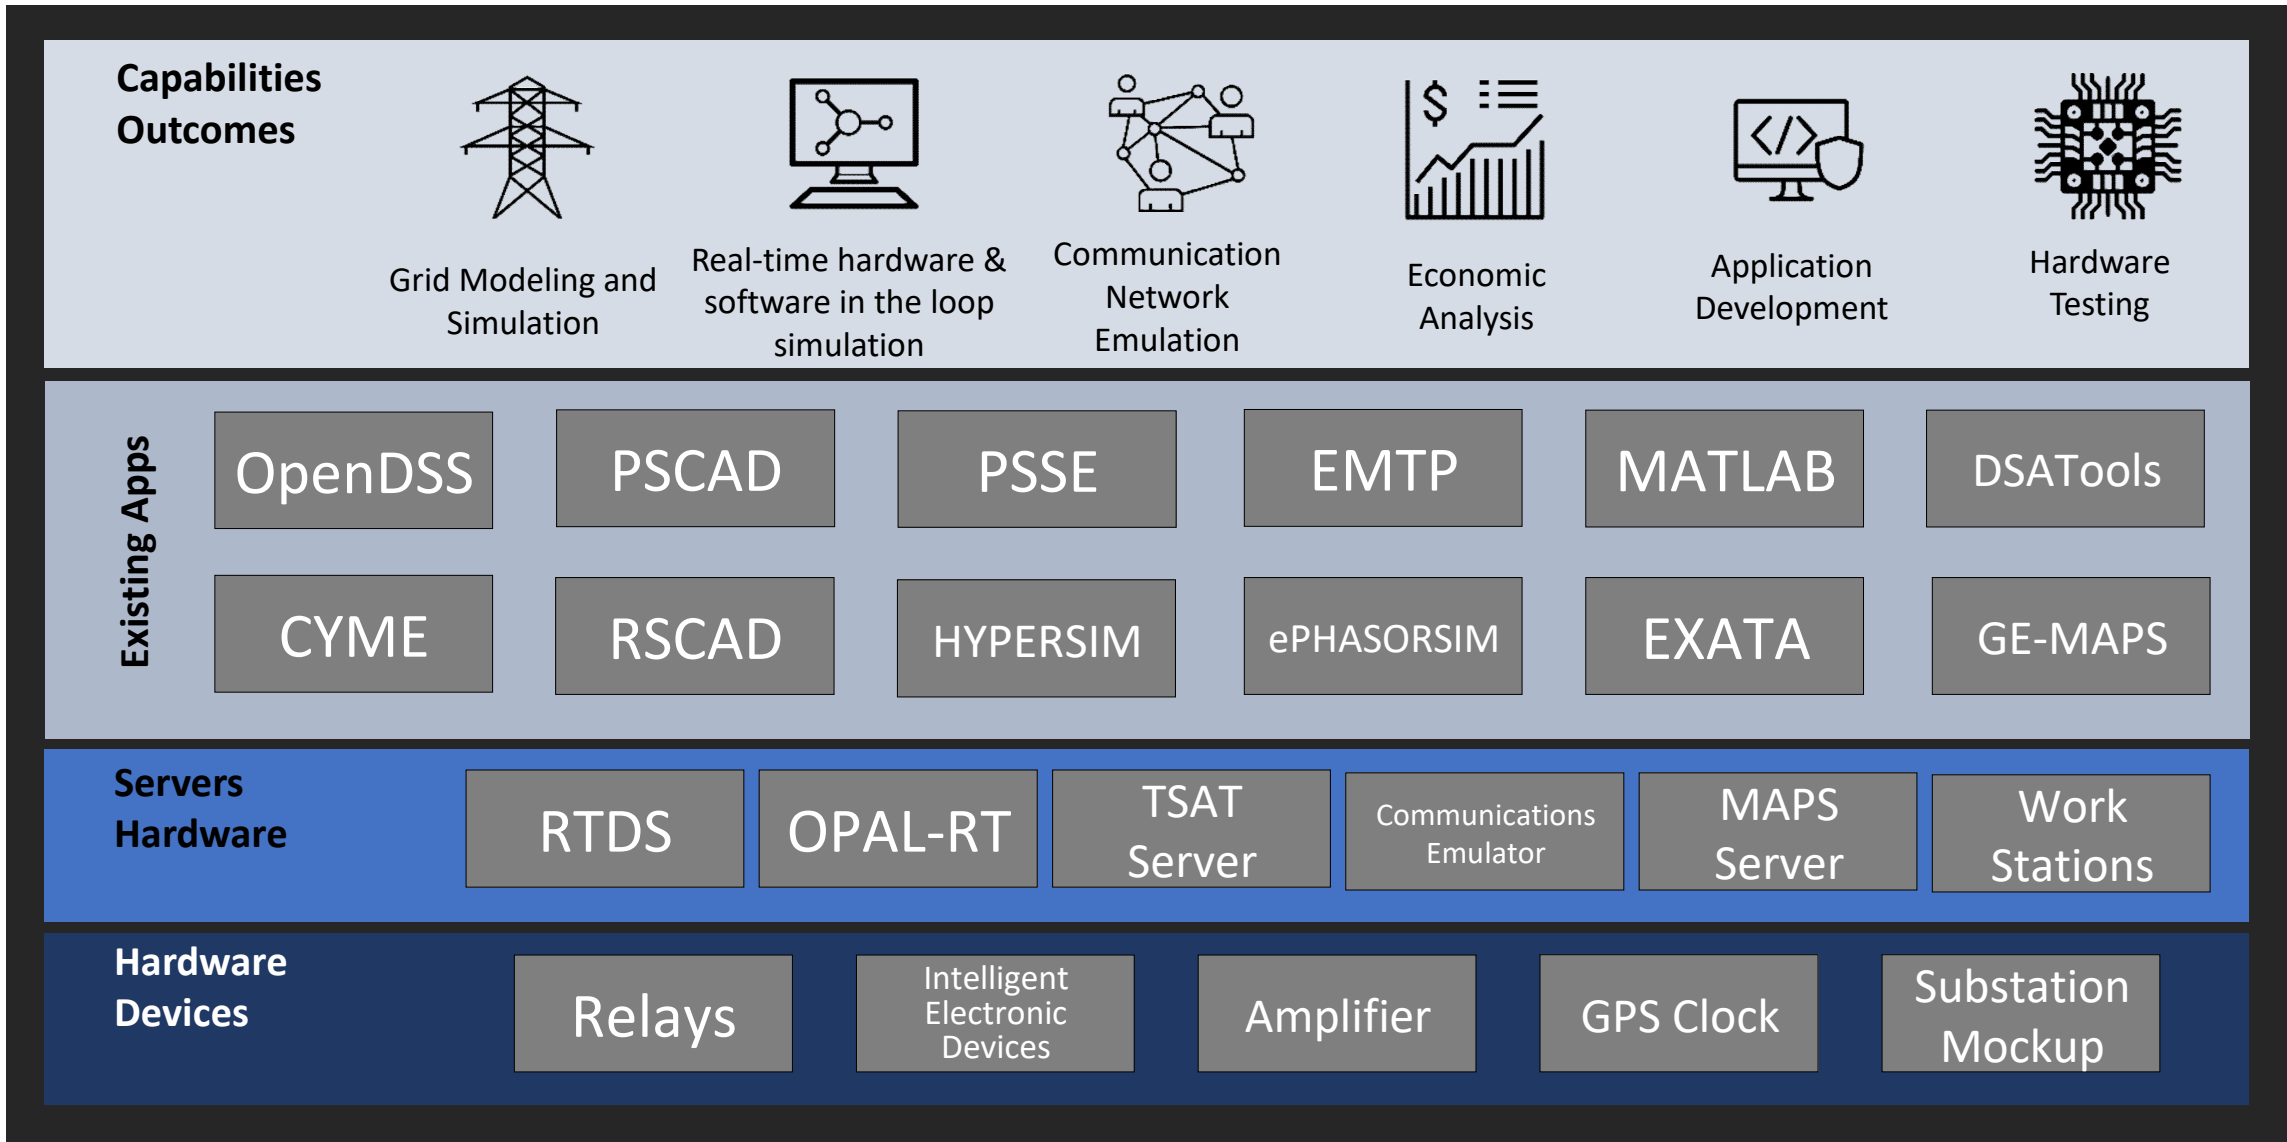 Capabilities
Outcomes
Grid Modeling and
Simulation
Real-time hardware &
software in the loop
simulation
Communication
Network
Emulation
$
Economic
Analysis
</>
Application
Development
Hardware
Testing
Existing Apps
OpenDSS
PSCAD
PSSE
EMTP
MATLAB
DSATools
CYME
RSCAD
HYPERSIM
ePHASORSIM
EXATA
GE-MAPS
Servers
Hardware
RTDS
OPAL-RT
TSAT
Server
Communications
Emulator
MAPS
Server
Work
Stations
Hardware
Devices
Relays
Intelligent
Electronic
Devices
Amplifier
GPS Clock
Substation
Mockup